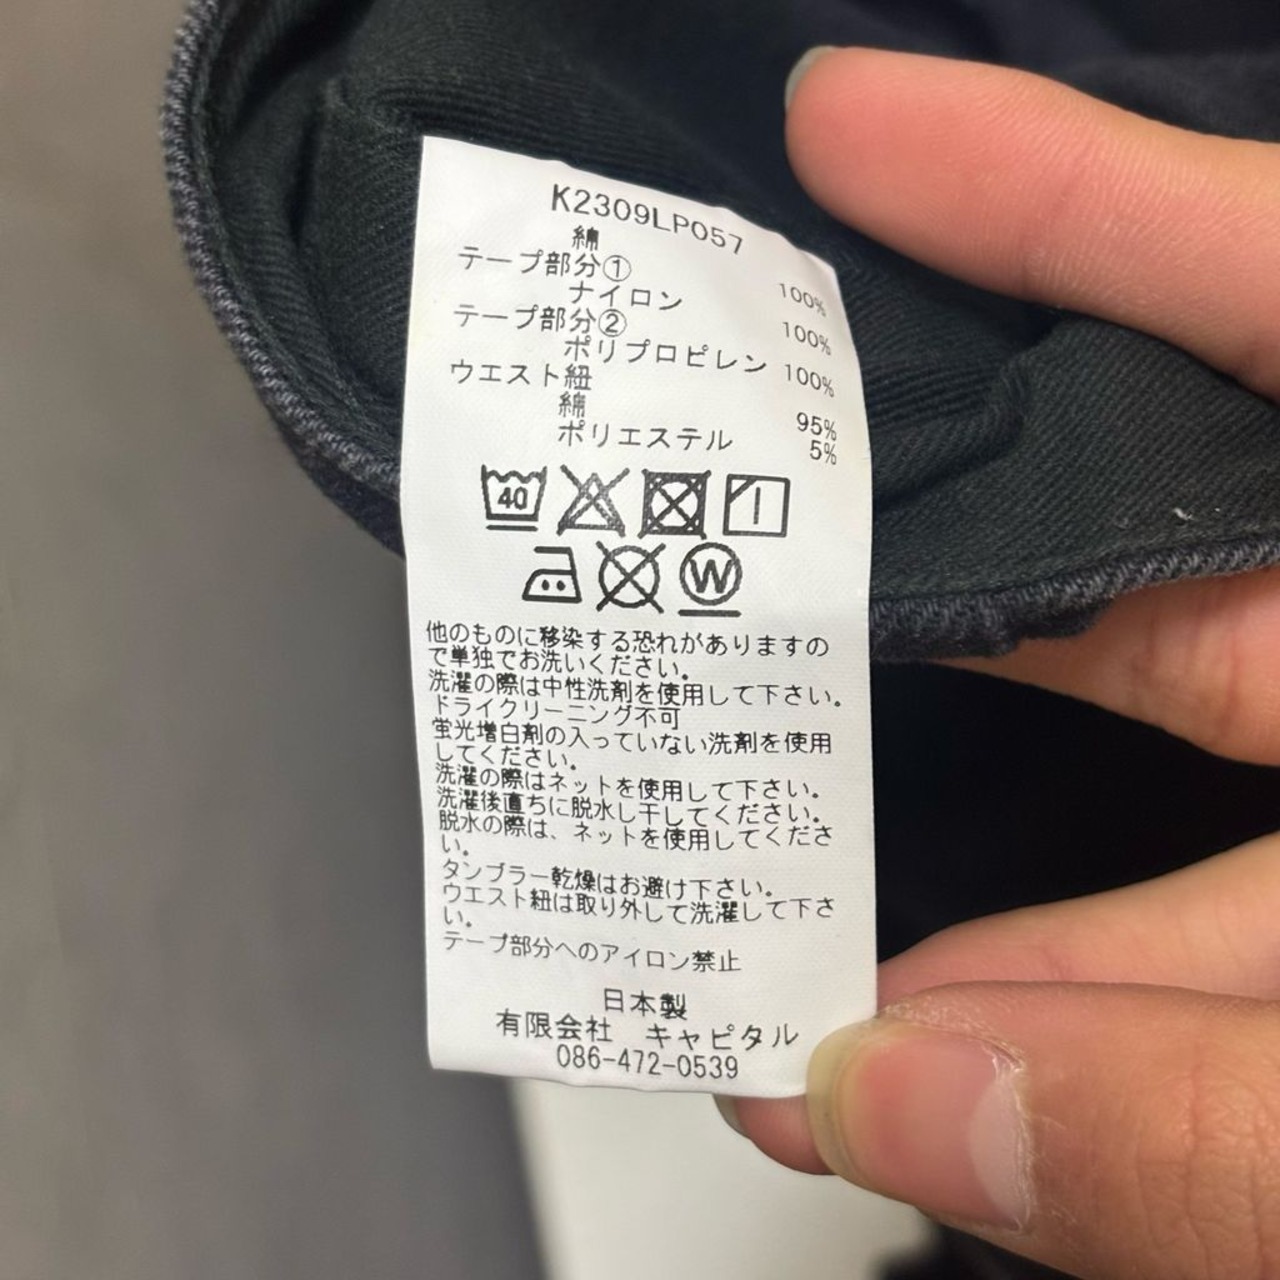 K2309LP057
綿 100%
テープ部分①
ナイロン 100%
テープ部分②
ポリプロピレン 100%
ウエスト紐
綿 95%
ポリエステル 5%
40
W
他のものに移染する恐れがありますの
で単独でお洗いください。
洗濯の際は中性洗剤を使用して下さい。
ドライクリーニング不可
蛍光増白剤の入っていない洗剤を使用
してください。
洗濯の際はネットを使用して下さい。
洗濯後直ちに脱水し干してください。
脱水の際は、ネットを使用してくださ
い。
タンブラー乾燥はお避け下さい。
ウエスト紐は取り外して洗濯して下さ
い。
テープ部分へのアイロン禁止
日本製
有限会社 キャピタル
086-472-0539